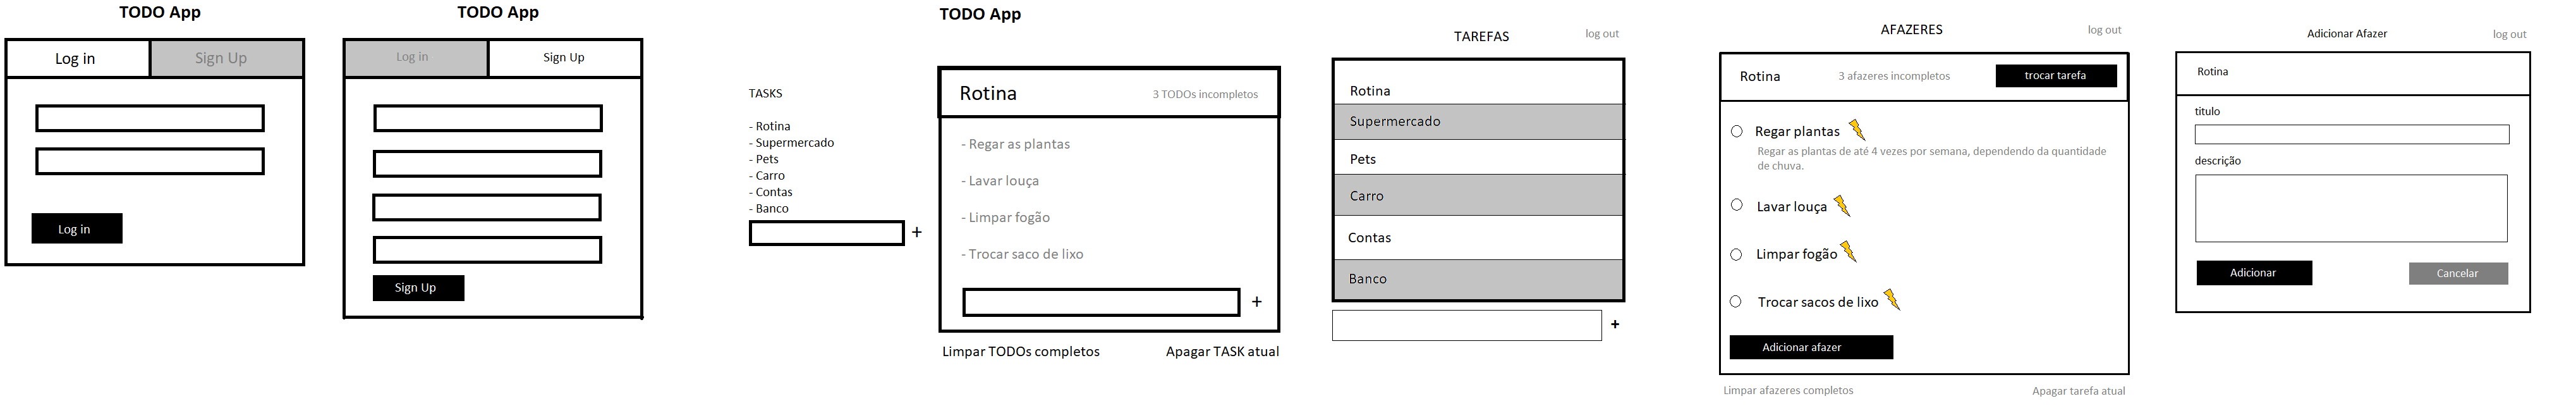 TODO App
Log in
Sign Up
Log in
TODO App
Log in
Sign Up
Sign Up
TASKS
- Rotina
- Supermercado
- Pets
- Carro
- Contas
- Banco
+
TODO App
Rotina
3 TODOs incompletos
- Regar as plantas
- Lavar louça
- Limpar fogão
- Trocar saco de lixo
+
Limpar TODOs completos
Apagar TASK atual
TAREFAS
log out
Rotina
Supermercado
Pets
Carro
Contas
Banco
+
AFAZERES
log out
Rotina
3 afazeres incompletos
trocar tarefa
Regar plantas
Regar as plantas de até 4 vezes por semana, dependendo da quantidade
de chuva.
Lavar louça
Limpar fogão
Trocar sacos de lixo
Adicionar afazer
Limpar afazeres completos
Apagar tarefa atual
Adicionar Afazer
log out
Rotina
titulo
descrição
Adicionar
Cancelar